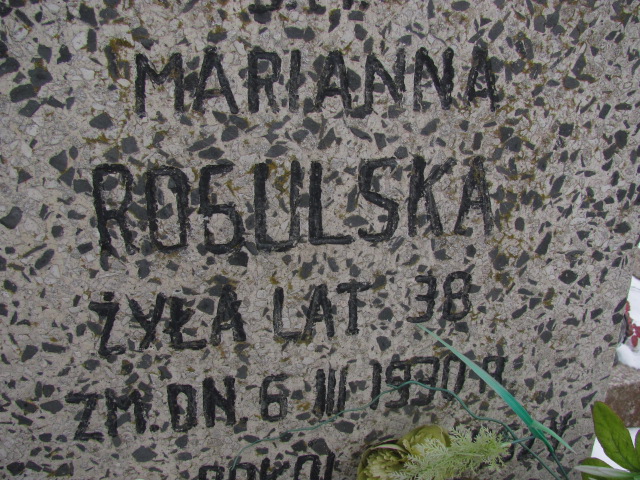 MARIANNA
ROGULSKA
ŻYŁA LAT 38
ZM. DN 6 III 1930 R